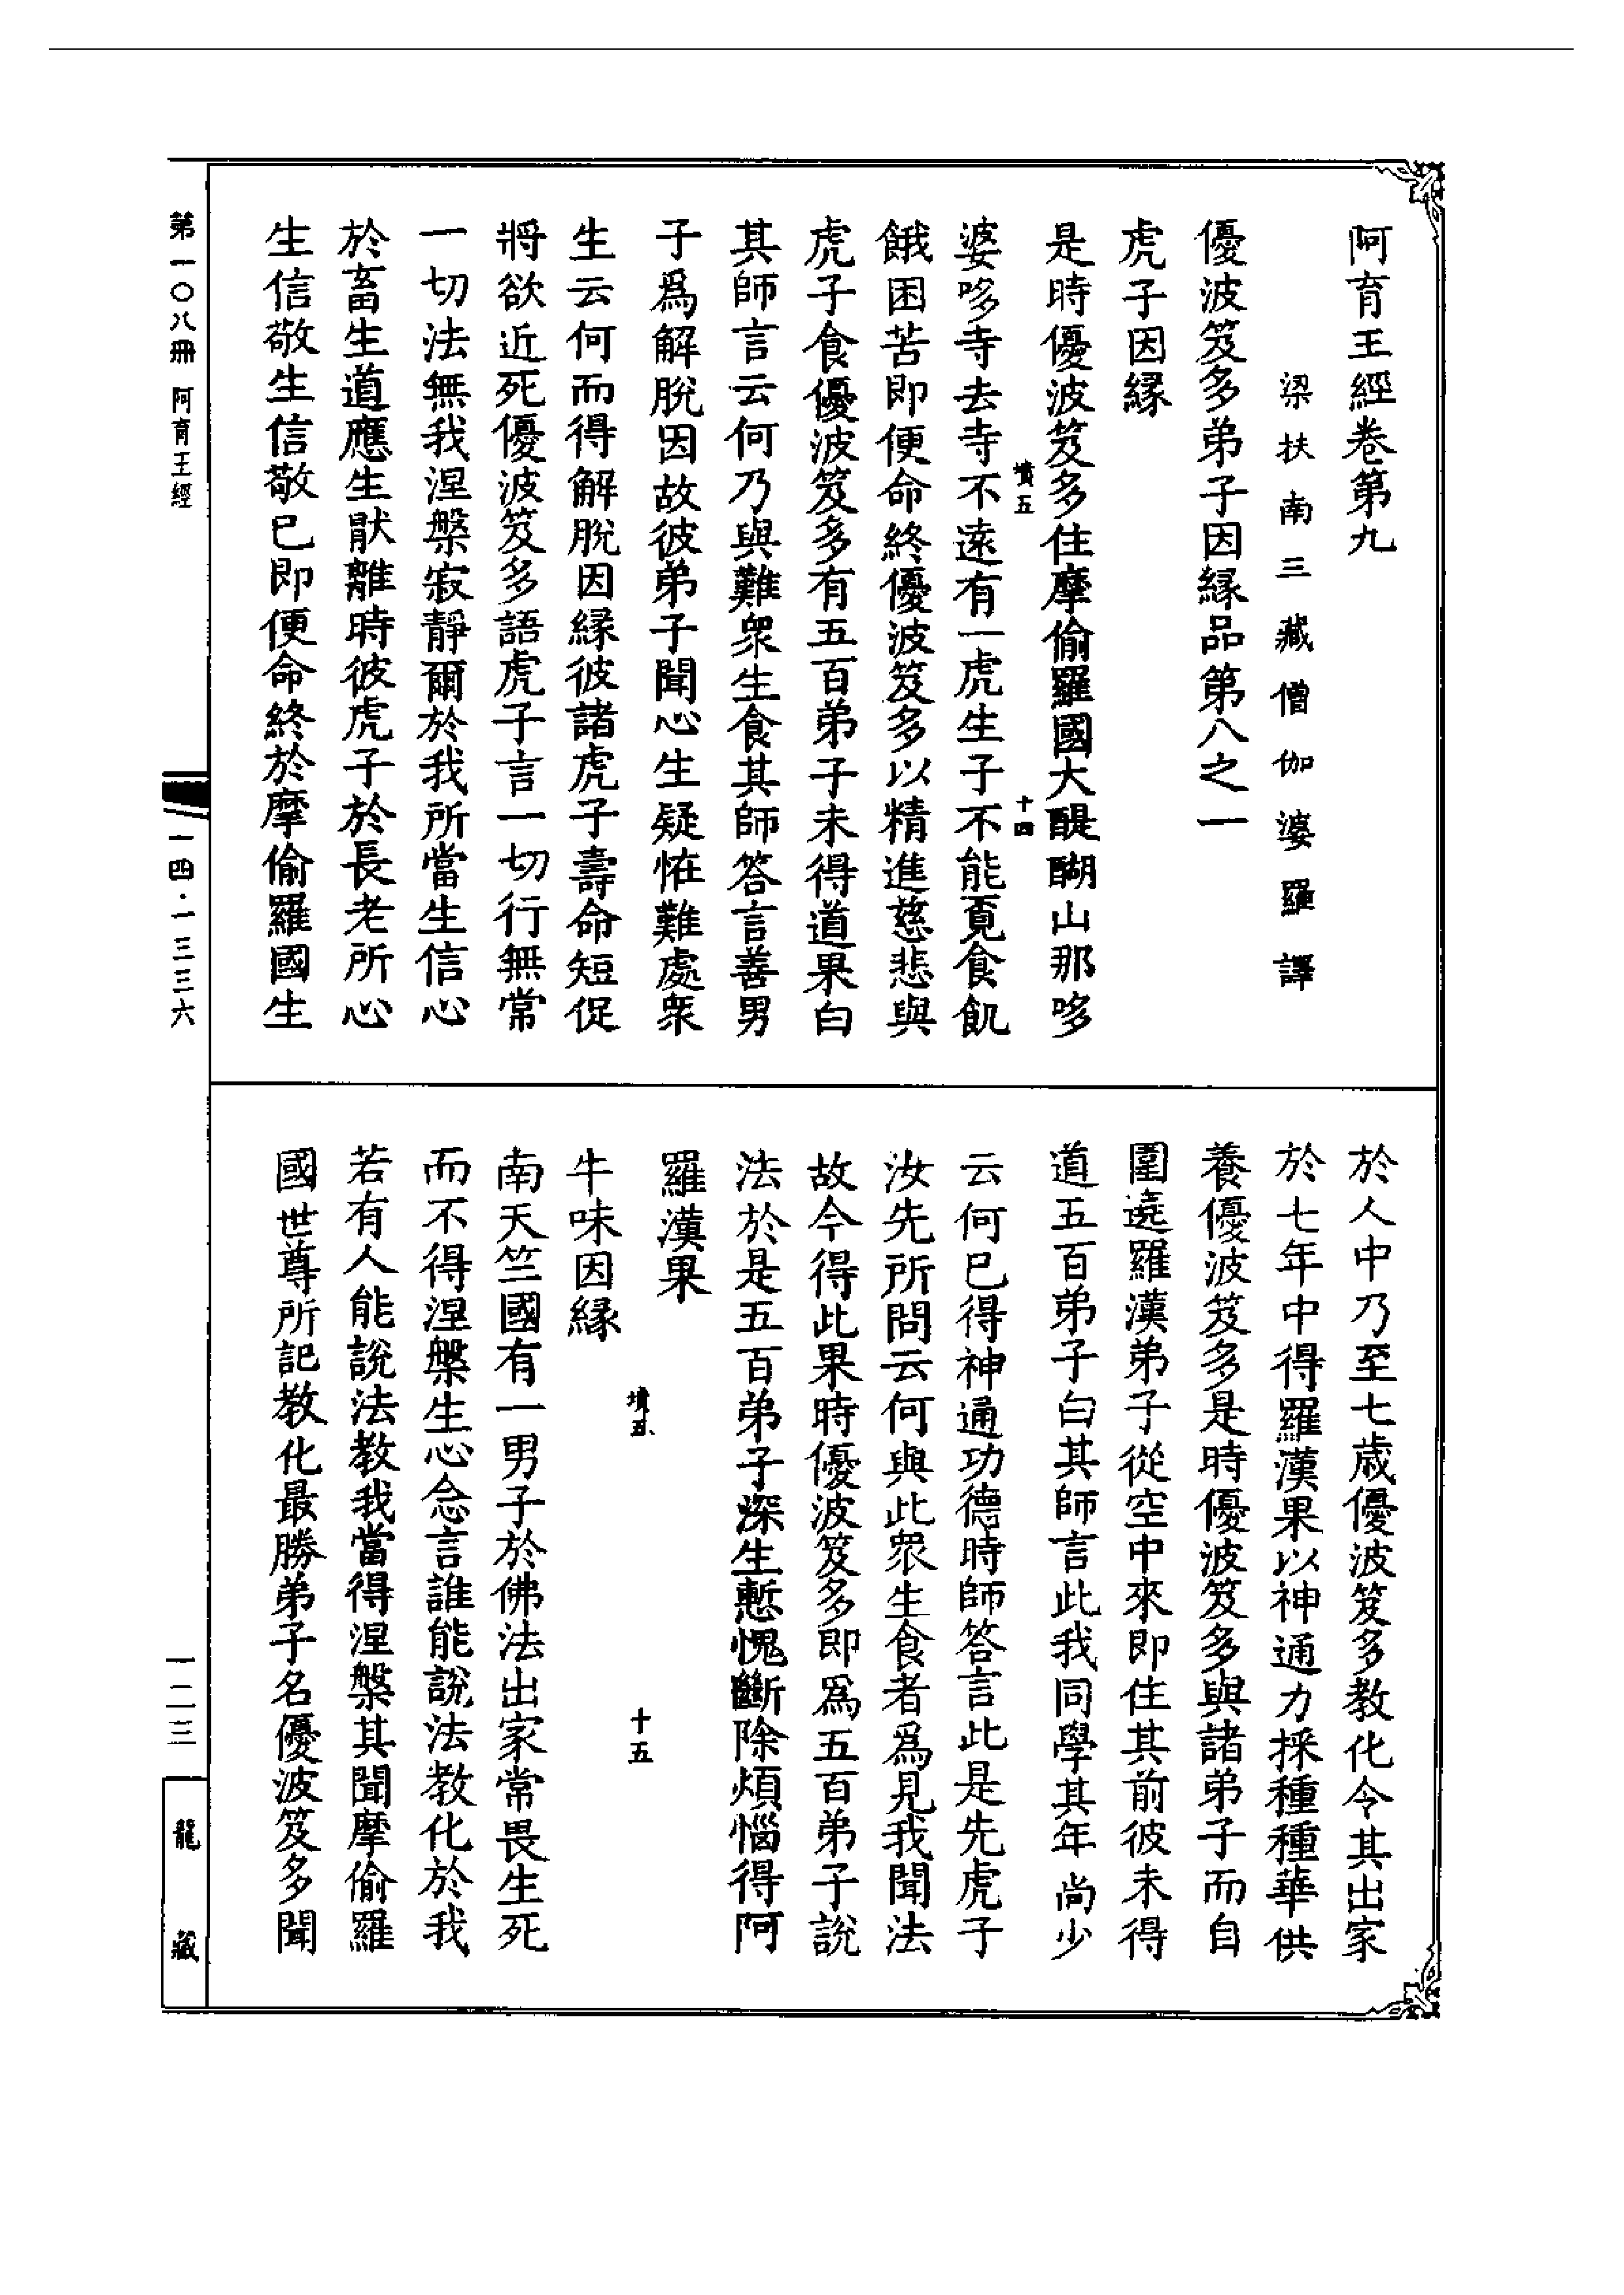 阿育王經卷第九
梁扶南三藏僧伽婆羅譯
優波笈多弟子因緣品第八之一
虎子因緣
是時優波笈多住摩偷羅國大醍醐山那哆
墳五 十四
婆哆寺去寺不遠有一虎生子不能覓食飢
餓困苦即便命終優波笈多以精進慈悲與
虎子食優波笈多有五百弟子未得道果白
其師言云何乃與難衆生食其師答言善男
子爲解脫因故彼弟子聞心生疑恠難處衆
生云何而得解脫因緣彼諸虎子壽命短促
將欲近死優波笈多語虎子言一切行無常
一切法無我涅槃寂靜爾於我所當生信心
於畜生道應生猒離時彼虎子於長老所心
生信敬生信敬已即便命終於摩偷羅國生
於人中乃至七歲優波笈多教化令其出家
於七年中得羅漢果以神通力採種種華供
養優波笈多是時優波笈多與諸弟子而自
圍遶羅漢弟子從空中來即住其前彼未得
道五百弟子白其師言此我同學其年尚少
云何已得神通功德時師答言此是先虎子
汝先所問云何與此衆生食者爲見我聞法
故今得此果時優波笈多即爲五百弟子說
法於是五百弟子深生慙愧斷除煩惱得阿
羅漢果
墳五 十五
牛味因緣
南天竺國有一男子於佛法出家常畏生死
而不得涅槃生心念言誰能說法教化於我
若有人能說法教我當得涅槃其聞摩偷羅
國世尊所記教化最勝弟子名優波笈多聞
第一〇八冊 阿育王經
一四·一三三六
一二三
龍藏